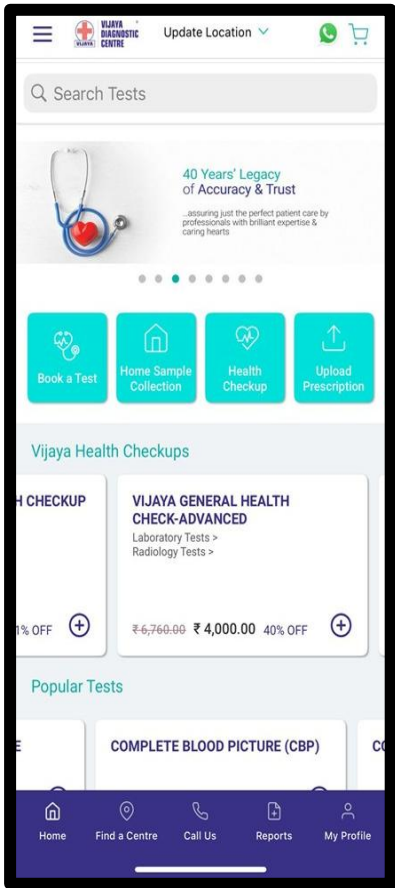 VIJAYA
DIAGNOSTIC
CENTRE
VIJAYA
Update Location
Search Tests
40 Years' Legacy
of Accuracy & Trust
...assuring just the perfect patient care by
professionals with brilliant expertise &
caring hearts
Book a Test
Home Sample
Collection
Health
Checkup
Upload
Prescription
Vijaya Health Checkups
H CHECKUP
1% OFF
VIJAYA GENERAL HEALTH
CHECK-ADVANCED
Laboratory Tests >
Radiology Tests >
₹ 6,760.00 ₹ 4,000.00 40% OFF
Popular Tests
E
COMPLETE BLOOD PICTURE (CBP)
CO
Home
Find a Centre
Call Us
Reports
My Profile